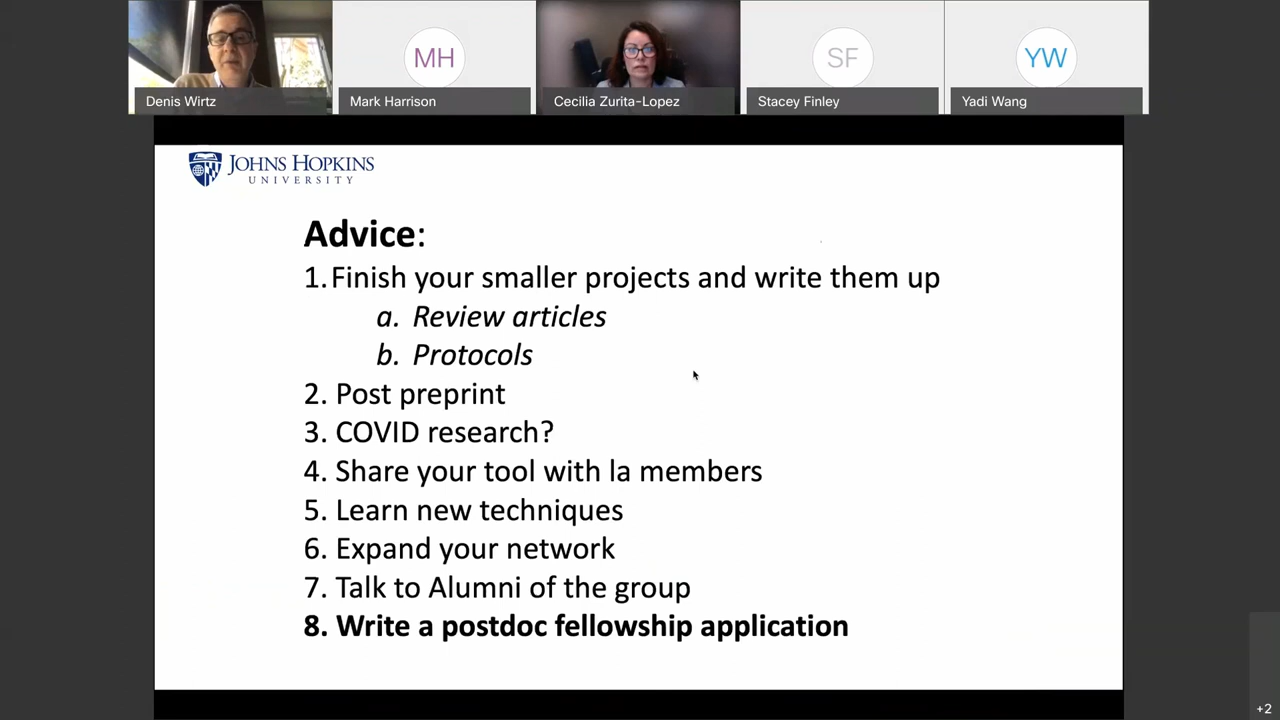 MH
SF
YW
Denis Wirtz
Mark Harrison
Cecilia Zurita-Lopez
Stacey Finley
Yadi Wang
JOHNS HOPKINS
UNIVERSITY
Advice:
1. Finish your smaller projects and write them up
a. Review articles
b. Protocols
2. Post preprint
3. COVID research?
4. Share your tool with la members
5. Learn new techniques
6. Expand your network
7. Talk to Alumni of the group
8. Write a postdoc fellowship application
+2